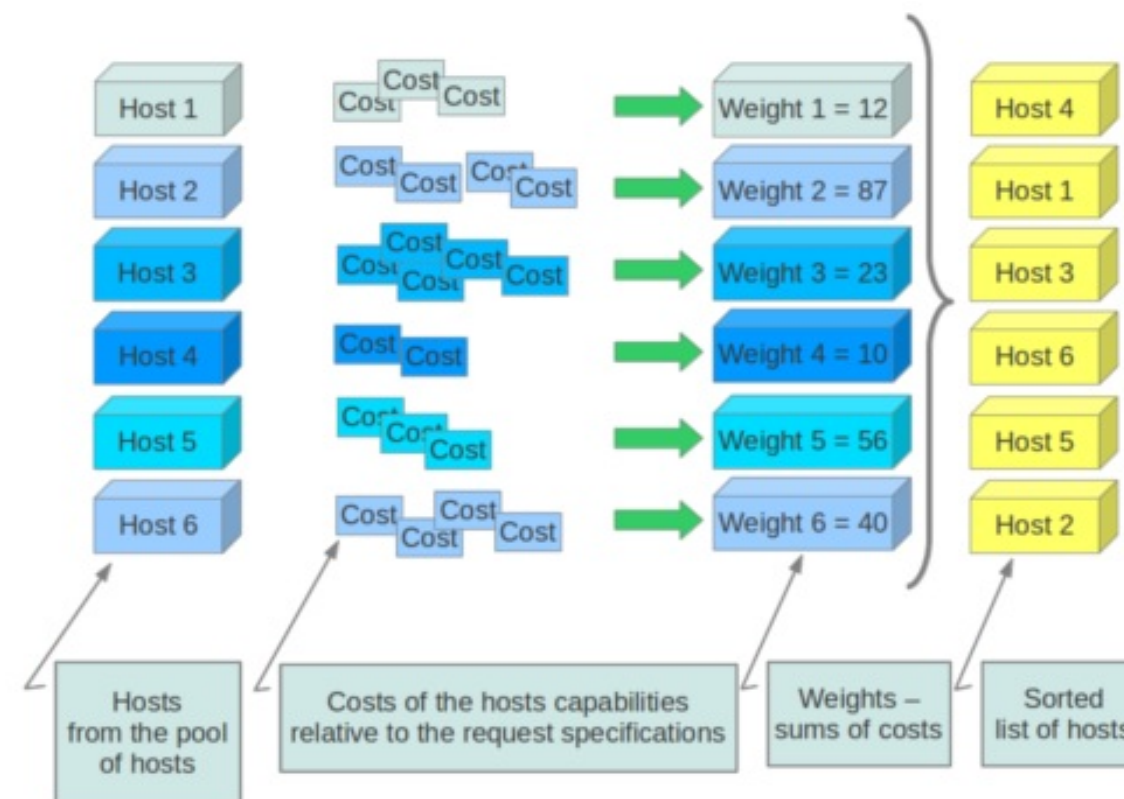 Host 1
Cost
Cost
Cost
Weight 1 = 12
Host 4
Host 2
Cost
Cost
Cost
Cost
Weight 2 = 87
Host 1
Host 3
Cost
Cost
Cost
Cost
Cost
Weight 3 = 23
Host 3
Host 4
Cost
Cost
Weight 4 = 10
Host 6
Host 5
Cost
Cost
Cost
Weight 5 = 56
Host 5
Host 6
Cost
Cost
Cost
Cost
Weight 6 = 40
Host 2
Hosts
from the pool
of hosts
Costs of the hosts capabilities
relative to the request specifications
Weights –
sums of costs
Sorted
list of hosts